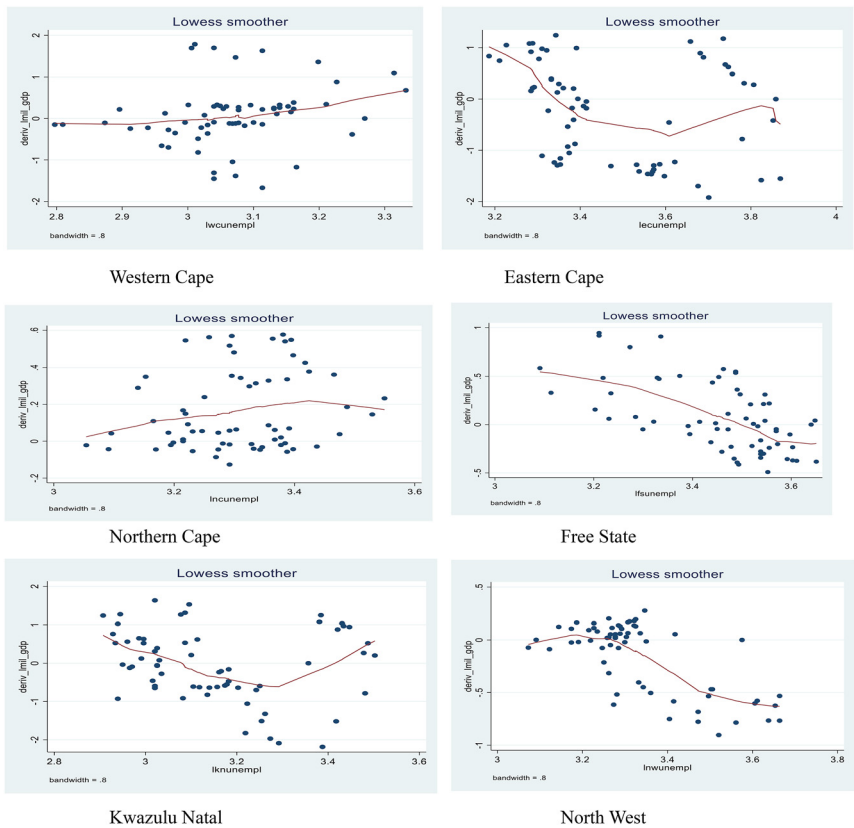 Lowess smoother
deriv_lmil_gdp
2
1
0
-1
-2
2.8 2.9 3 3.1 3.2 3.3
lwcunempl
bandwidth = .8
Western Cape
Lowess smoother
deriv_lmil_gdp
1
0
-1
-2
3.2 3.4 3.6 3.8 4
lecunempl
bandwidth = .8
Eastern Cape
Lowess smoother
deriv_lmil_gdp
.6
.4
.2
0
-.2
3 3.2 3.4 3.6
lncunempl
bandwidth = .8
Northern Cape
Lowess smoother
deriv_lmil_gdp
1
.5
0
-.5
3 3.2 3.4 3.6
lfsunempl
bandwidth = .8
Free State
Lowess smoother
deriv_lmil_gdp
2
1
0
-1
-2
2.8 3 3.2 3.4 3.6
lknunempl
bandwidth = .8
Kwazulu Natal
Lowess smoother
deriv_lmil_gdp
.5
0
-.5
-1
3 3.2 3.4 3.6 3.8
lnwunempl
bandwidth = .8
North West